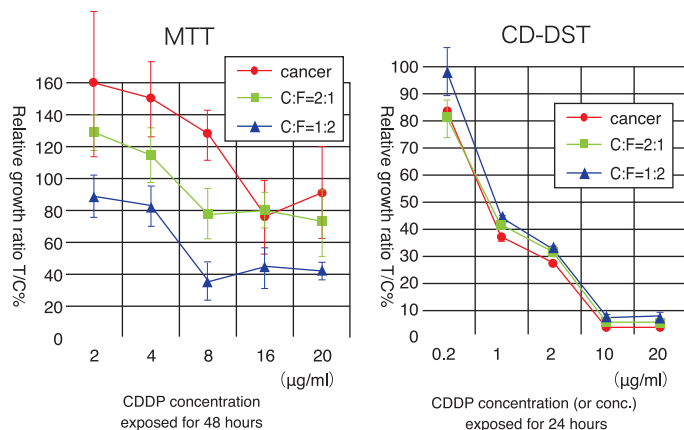 MTT
Relative growth ratio T/C%
160
140
120
100
80
60
40
20
0
cancer
C:F=2:1
C:F=1:2
2 4 8 16 20
(μg/ml)
CDDP concentration
exposed for 48 hours
CD-DST
Relative growth ratio T/C%
100
90
80
70
60
50
40
30
20
10
0
cancer
C:F=2:1
C:F=1:2
0.2 1 2 10 20
(μg/ml)
CDDP concentration (or conc.)
exposed for 24 hours